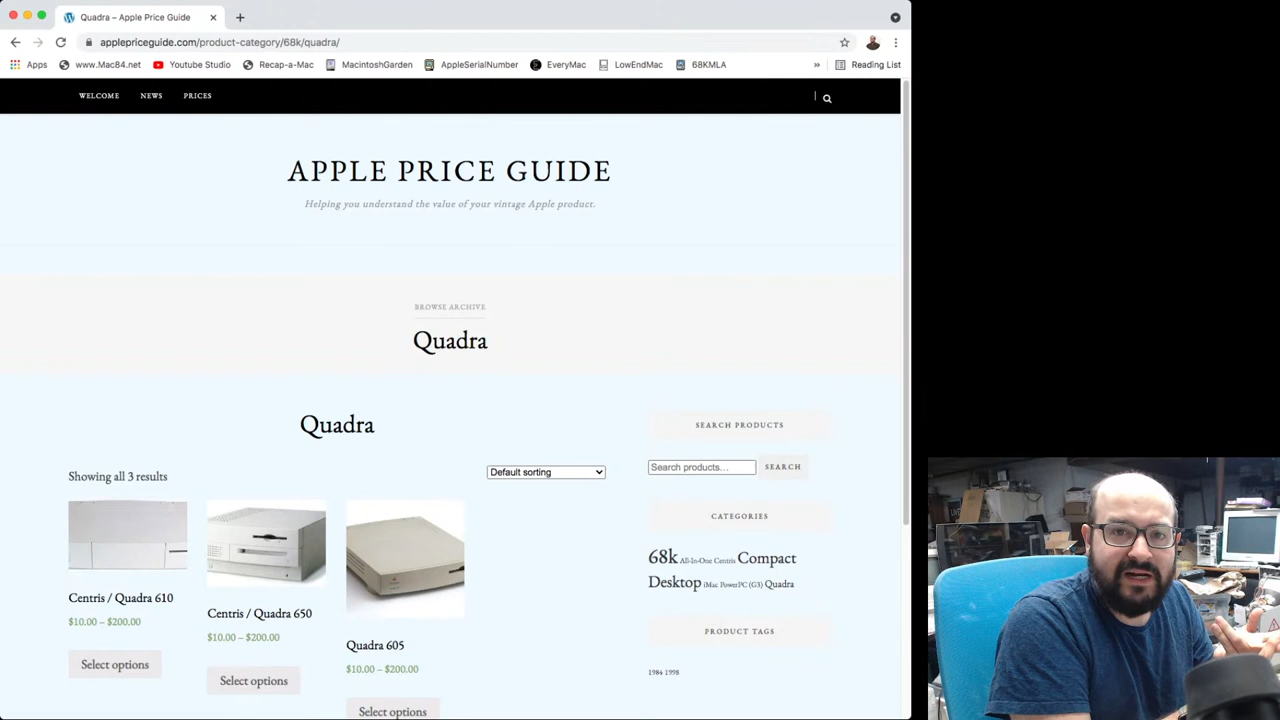 Quadra – Apple Price Guide
applepriceguide.com/product-category/68k/quadra/
Apps www.Mac84.net Youtube Studio Recap-a-Mac MacintoshGarden AppleSerialNumber EveryMac LowEndMac 68KMLA » Reading List
WELCOME NEWS PRICES
APPLE PRICE GUIDE
Helping you understand the value of your vintage Apple product.
BROWSE ARCHIVE
Quadra
Quadra
Showing all 3 results
Default sorting
Centris / Quadra 610
$10.00 – $200.00
Select options
Centris / Quadra 650
$10.00 – $200.00
Select options
Quadra 605
$10.00 – $200.00
Select options
SEARCH PRODUCTS
Search products… SEARCH
CATEGORIES
68k All-In-One Centris Compact
Desktop iMac PowerPC (G3) Quadra
PRODUCT TAGS
1984 1998